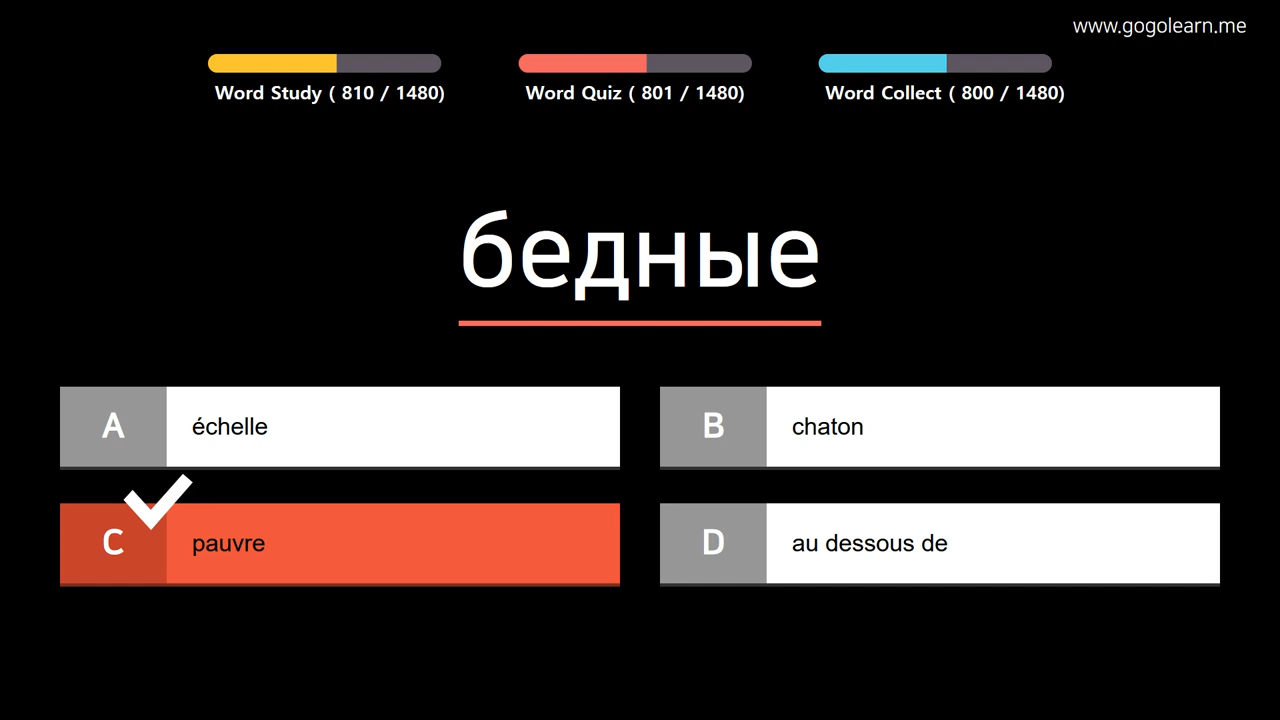 www.gogolearn.me
Word Study ( 810 / 1480)
Word Quiz ( 801 / 1480)
Word Collect ( 800 / 1480)
бедные
A échelle
B chaton
C pauvre
D au dessous de